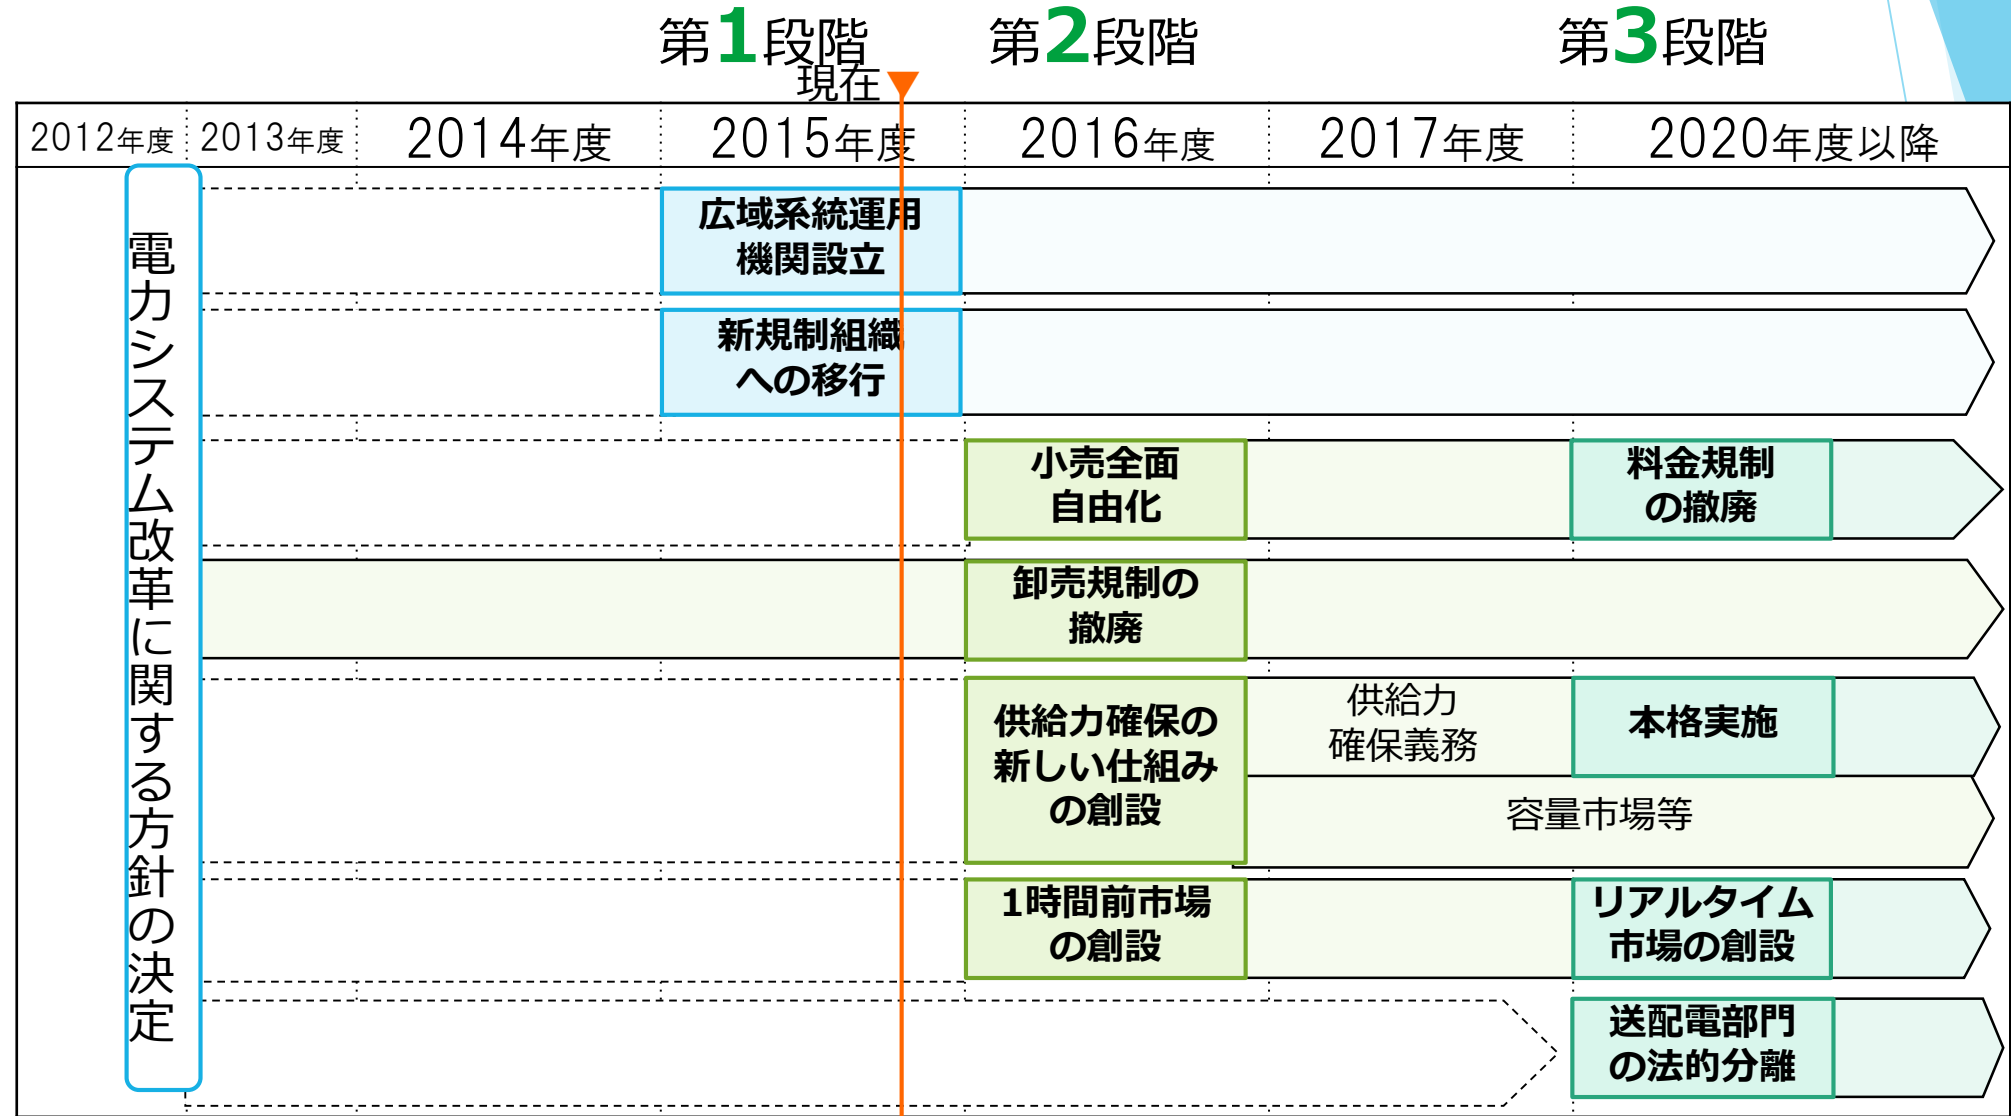 第1段階
第2段階
第3段階
現在
2012年度
2013年度
2014年度
2015年度
2016年度
2017年度
2020年度以降
電力システム改革に関する方針の決定
広域系統運用
機関設立
新規制組織
への移行
小売全面
自由化
料金規制
の撤廃
卸売規制の
撤廃
供給力確保の
新しい仕組み
の創設
供給力
確保義務
本格実施
容量市場等
1時間前市場
の創設
リアルタイム
市場の創設
送配電部門
の法的分離